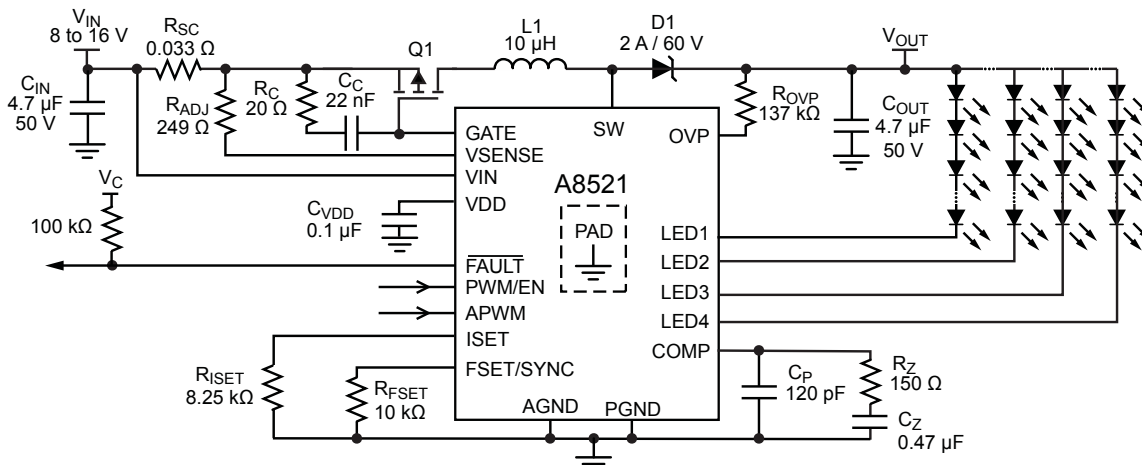 VIN
8 to 16 V
RSC
0.033 Ω
Q1
L1
10 µH
D1
2 A / 60 V
VOUT
CIN
4.7 µF
50 V
RADJ
249 Ω
RC
20 Ω
CC
22 nF
ROVP
137 kΩ
COUT
4.7 µF
50 V
GATE
VSENSE
VIN
VDD
SW
OVP
VC
100 kΩ
CVDD
0.1 µF
A8521
PAD
LED1
LED2
LED3
LED4
FAULT
PWM/EN
APWM
ISET
FSET/SYNC
COMP
AGND
PGND
RISET
8.25 kΩ
RFSET
10 kΩ
CP
120 pF
RZ
150 Ω
CZ
0.47 µF